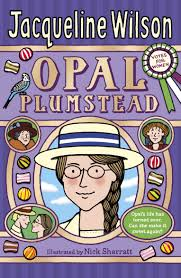 Jacqueline Wilson
VOTES FOR WOMEN
OPAL
PLUMSTEAD
Opal's life has
turned sour.
Can she make it
sweet again?
Illustrated by Nick Sharratt